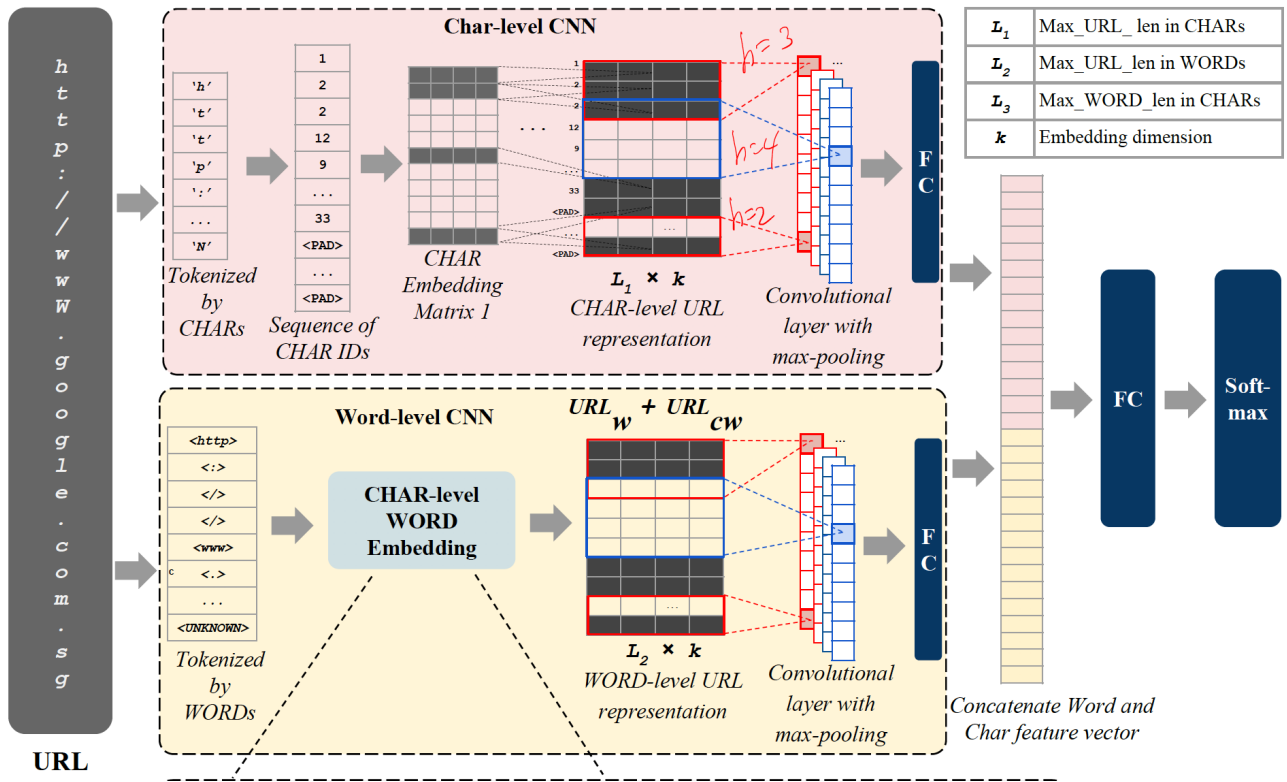 http://wwW.google.com.sg
URL
Char-level CNN
'h'
't'
't'
'p'
':'
...
'N'
Tokenized
by
CHARs
1
2
2
12
9
...
33
<PAD>
...
<PAD>
Sequence of
CHAR IDs
CHAR
Embedding
Matrix 1
...
1
2
2
12
9
...
33
<PAD>
...
<PAD>
...
L1 × k
CHAR-level URL
representation
h=3
h=4
h=2
...
Convolutional
layer with
max-pooling
FC
L1 Max_URL_ len in CHARs
L2 Max_URL_len in WORDs
L3 Max_WORD_len in CHARs
k Embedding dimension
Word-level CNN
<http>
<:>
</>
</>
<www>
c <.>
...
<UNKNOWN>
Tokenized
by
WORDs
CHAR-level
WORD
Embedding
URLw + URLcw
...
L2 × k
WORD-level URL
representation
...
Convolutional
layer with
max-pooling
FC
Concatenate Word and
Char feature vector
FC
Soft-
max